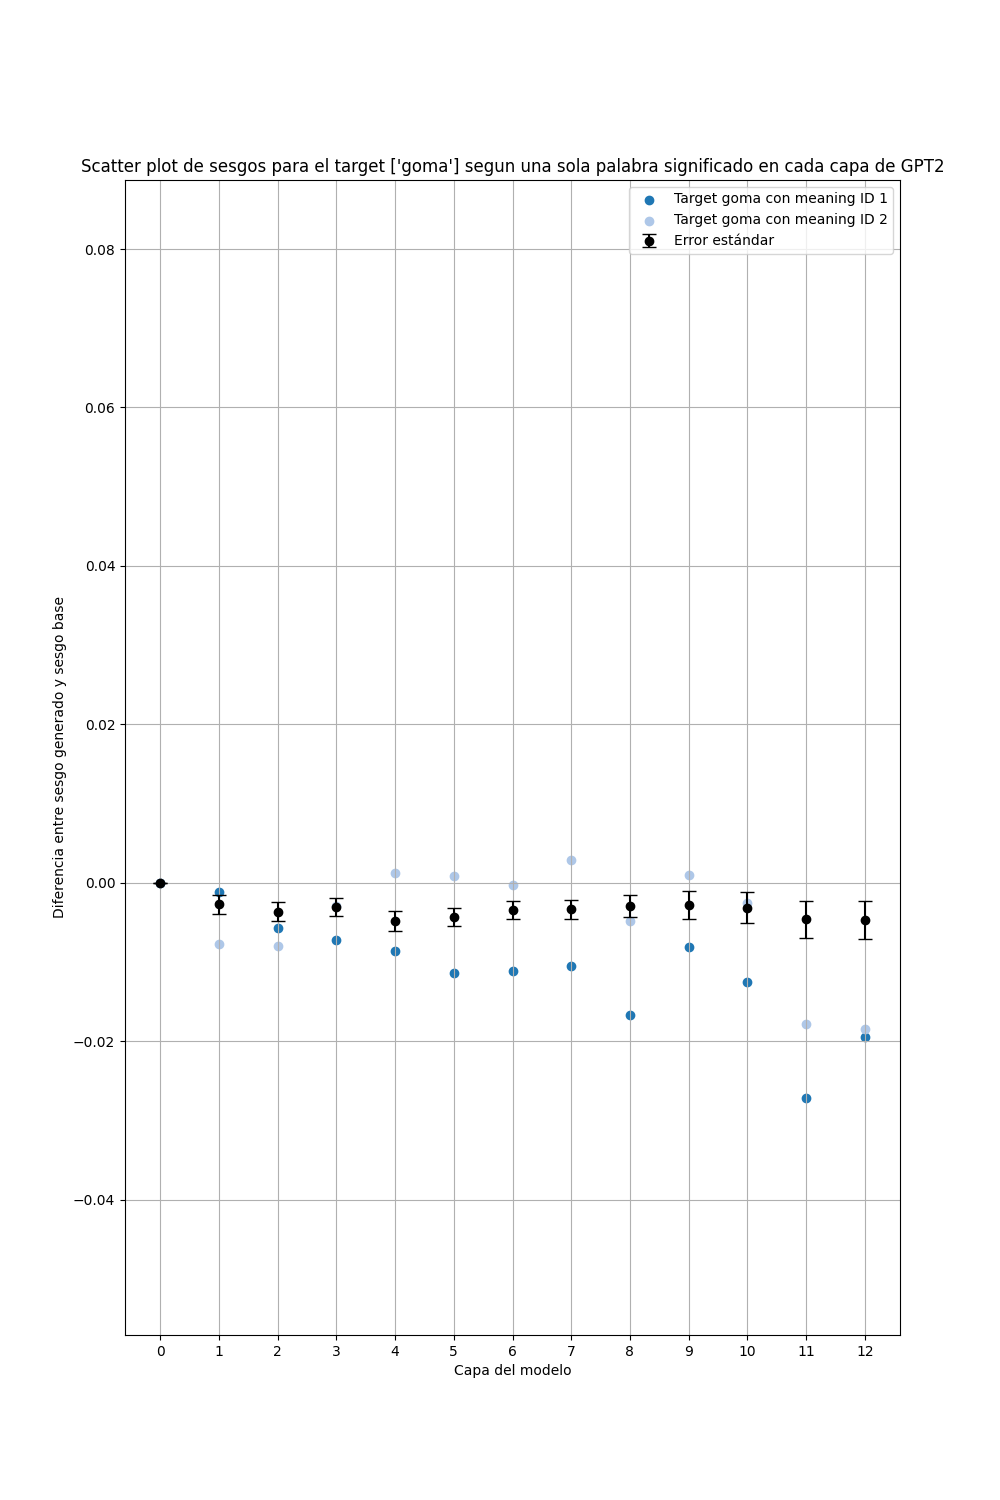 Scatter plot de sesgos para el target ['goma'] segun una sola palabra significado en cada capa de GPT2
Target goma con meaning ID 1
Target goma con meaning ID 2
Error estándar
0.08
0.06
0.04
0.02
0.00
−0.02
−0.04
Diferencia entre sesgo generado y sesgo base
0 1 2 3 4 5 6 7 8 9 10 11 12
Capa del modelo